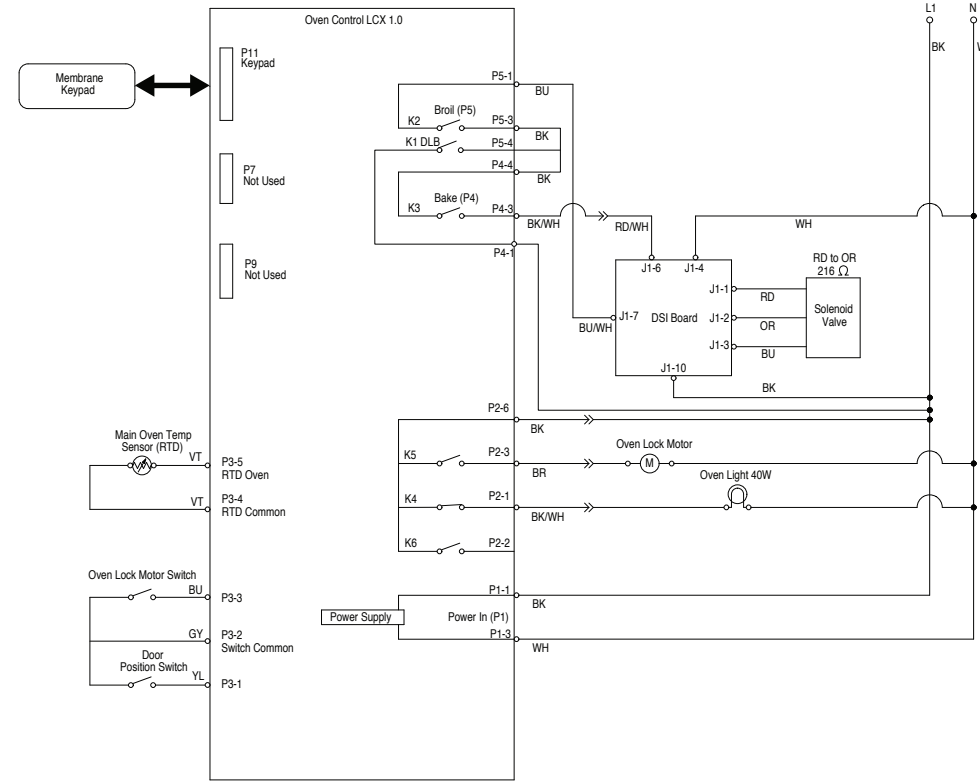 Oven Control LCX 1.0
L1
N
BK
W
P11
Keypad
Membrane
Keypad
P7
Not Used
P9
Not Used
P5-1
BU
K2
Broil (P5)
P5-3
BK
K1 DLB
P5-4
P4-4
BK
K3
Bake (P4)
P4-3
BK/WH
RD/WH
WH
P4-1
J1-6
J1-4
RD to OR
216 Ω
J1-1
RD
J1-7
DSI Board
J1-2
OR
Solenoid
Valve
BU/WH
J1-3
BU
J1-10
BK
P2-6
BK
Main Oven Temp
Sensor (RTD)
VT
P3-5
RTD Oven
VT
P3-4
RTD Common
K5
P2-3
BR
Oven Lock Motor
M
Oven Light 40W
K4
P2-1
BK/WH
K6
P2-2
Oven Lock Motor Switch
BU
P3-3
GY
P3-2
Switch Common
Door
Position Switch
YL
P3-1
P1-1
BK
Power Supply
Power In (P1)
P1-3
WH